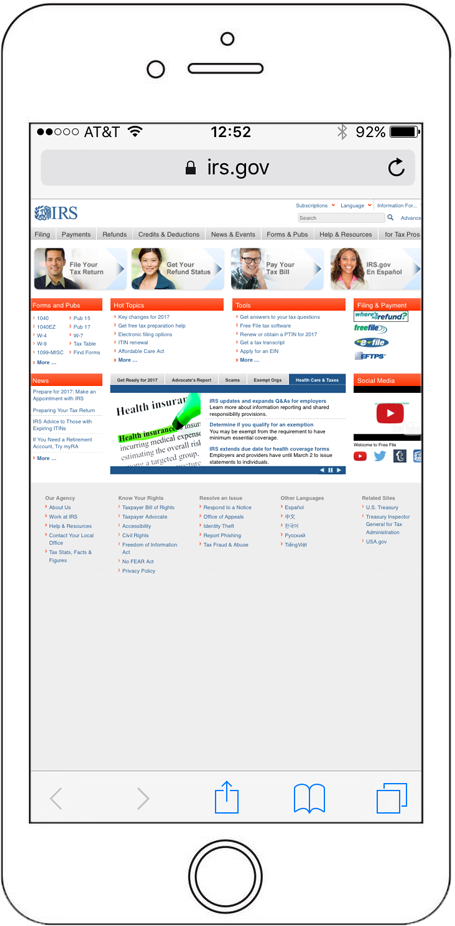 AT&T 12:52 92%
irs.gov
Subscriptions Language Information For...
IRS
Search Advance
Filing Payments Refunds Credits & Deductions News & Events Forms & Pubs Help & Resources for Tax Pros
File Your
Tax Return
Get Your
Refund Status
Pay Your
Tax Bill
IRS.gov
En Español
Forms and Pubs
1040 Pub 15
1040EZ Pub 17
W-4 W-7
W-9 Tax Table
1099-MISC Find Forms
More ...
Hot Topics
Key changes for 2017
Get free tax preparation help
Electronic filing options
ITIN renewal
Affordable Care Act
More ...
Tools
Get answers to your tax questions
Free File tax software
Renew or obtain a PTIN for 2017
Get a tax transcript
Apply for an EIN
More ...
Filing & Payment
where's my refund?
freefile
e-file
EFTPS
News
Prepare for 2017: Make an
Appointment with IRS
Preparing Your Tax Return
IRS Advice to Those with
Expiring ITINs
If You Need a Retirement
Account, Try myRA
More ...
Get Ready for 2017 Advocate's Report Scams Exempt Orgs Health Care & Taxes
Health insurance
Health insurance
incurring medical expense
estimating the overall ris
a targeted group.
IRS updates and expands Q&As for employers
Learn more about information reporting and shared
responsibility provisions.
Determine if you qualify for an exemption
You may be exempt from the requirement to have
minimum essential coverage.
IRS extends due date for health coverage forms
Employers and providers have until March 2 to issue
statements to individuals.
Social Media
Welcome to Free File
Our Agency
About Us
Work at IRS
Help & Resources
Contact Your Local
Office
Tax Stats, Facts &
Figures
Know Your Rights
Taxpayer Bill of Rights
Taxpayer Advocate
Accessibility
Civil Rights
Freedom of Information
Act
No FEAR Act
Privacy Policy
Resolve an Issue
Respond to a Notice
Office of Appeals
Identity Theft
Report Phishing
Tax Fraud & Abuse
Other Languages
Español
中文
한국어
Русский
TiếngViệt
Related Sites
U.S. Treasury
Treasury Inspector
General for Tax
Administration
USA.gov